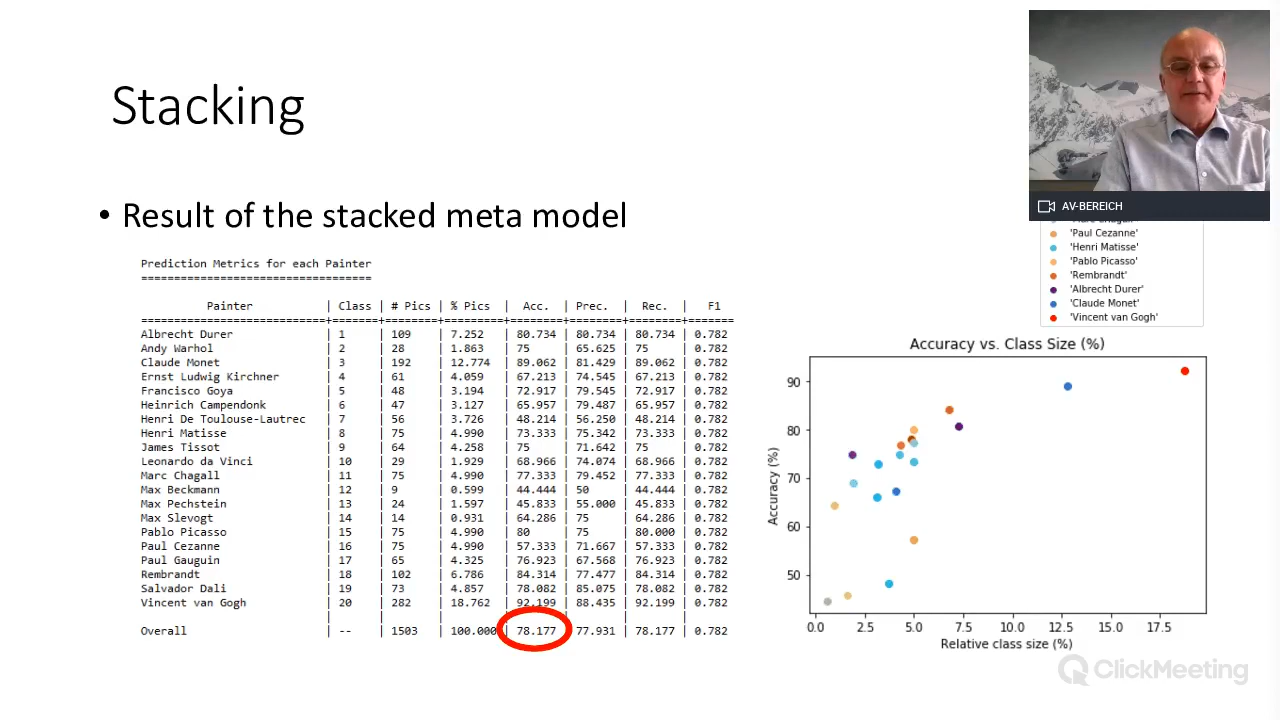 Stacking
• Result of the stacked meta model
Prediction Metrics for each Painter
===================================
Painter | Class | # Pics | % Pics | Acc. | Prec. | Rec. | F1
Albrecht Durer | 1 | 109 | 7.252 | 80.734 | 80.734 | 80.734 | 0.782
Andy Warhol | 2 | 28 | 1.863 | 75 | 65.625 | 75 | 0.782
Claude Monet | 3 | 192 | 12.774 | 89.062 | 81.429 | 89.062 | 0.782
Ernst Ludwig Kirchner | 4 | 61 | 4.059 | 67.213 | 74.545 | 67.213 | 0.782
Francisco Goya | 5 | 48 | 3.194 | 72.917 | 79.545 | 72.917 | 0.782
Heinrich Campendonk | 6 | 47 | 3.127 | 65.957 | 79.487 | 65.957 | 0.782
Henri De Toulouse-Lautrec | 7 | 56 | 3.726 | 48.214 | 56.250 | 48.214 | 0.782
Henri Matisse | 8 | 75 | 4.990 | 73.333 | 75.342 | 73.333 | 0.782
James Tissot | 9 | 64 | 4.258 | 75 | 71.642 | 75 | 0.782
Leonardo da Vinci | 10 | 29 | 1.929 | 68.966 | 74.074 | 68.966 | 0.782
Marc Chagall | 11 | 75 | 4.990 | 77.333 | 79.452 | 77.333 | 0.782
Max Beckmann | 12 | 9 | 0.599 | 44.444 | 50 | 44.444 | 0.782
Max Pechstein | 13 | 24 | 1.597 | 45.833 | 55.000 | 45.833 | 0.782
Max Slevogt | 14 | 14 | 0.931 | 64.286 | 75 | 64.286 | 0.782
Pablo Picasso | 15 | 75 | 4.990 | 80 | 75 | 80.000 | 0.782
Paul Cezanne | 16 | 75 | 4.990 | 57.333 | 71.667 | 57.333 | 0.782
Paul Gauguin | 17 | 65 | 4.325 | 76.923 | 67.568 | 76.923 | 0.782
Rembrandt | 18 | 102 | 6.786 | 84.314 | 77.477 | 84.314 | 0.782
Salvador Dali | 19 | 73 | 4.857 | 78.082 | 85.075 | 78.082 | 0.782
Vincent van Gogh | 20 | 282 | 18.762 | 92.199 | 88.435 | 92.199 | 0.782
Overall | -- | 1503 | 100.000 | 78.177 | 77.931 | 78.177 | 0.782
AV-BEREICH
'Paul Cezanne'
'Henri Matisse'
'Pablo Picasso'
'Rembrandt'
'Albrecht Durer'
'Claude Monet'
'Vincent van Gogh'
Accuracy vs. Class Size (%)
Accuracy (%)
90
80
70
60
50
0.0 2.5 5.0 7.5 10.0 12.5 15.0 17.5
Relative class size (%)
ClickMeeting